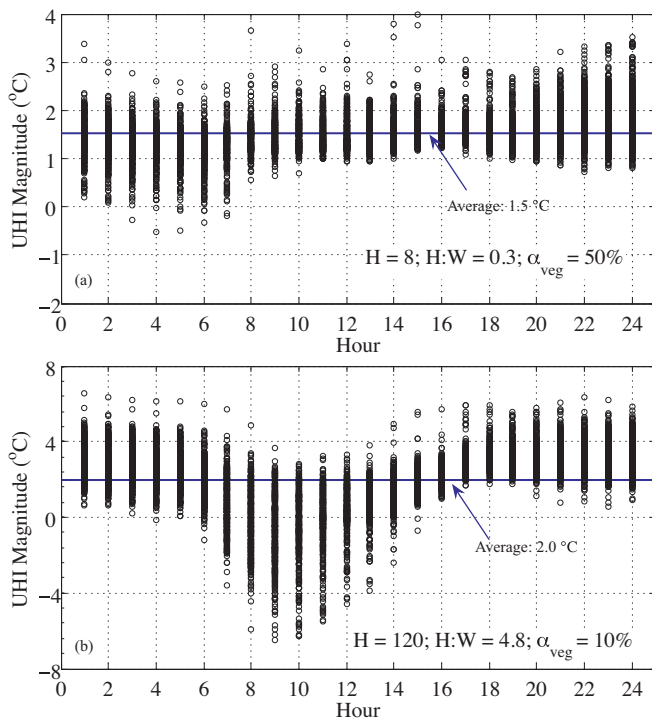 4
3
2
1
0
−1
−2
UHI Magnitude (°C)
Average: 1.5 °C
(a)
H = 8; H:W = 0.3; αveg = 50%
0 2 4 6 8 10 12 14 16 18 20 22 24
Hour
8
4
0
−4
−8
UHI Magnitude (°C)
Average: 2.0 °C
(b)
H = 120; H:W = 4.8; αveg = 10%
0 2 4 6 8 10 12 14 16 18 20 22 24
Hour